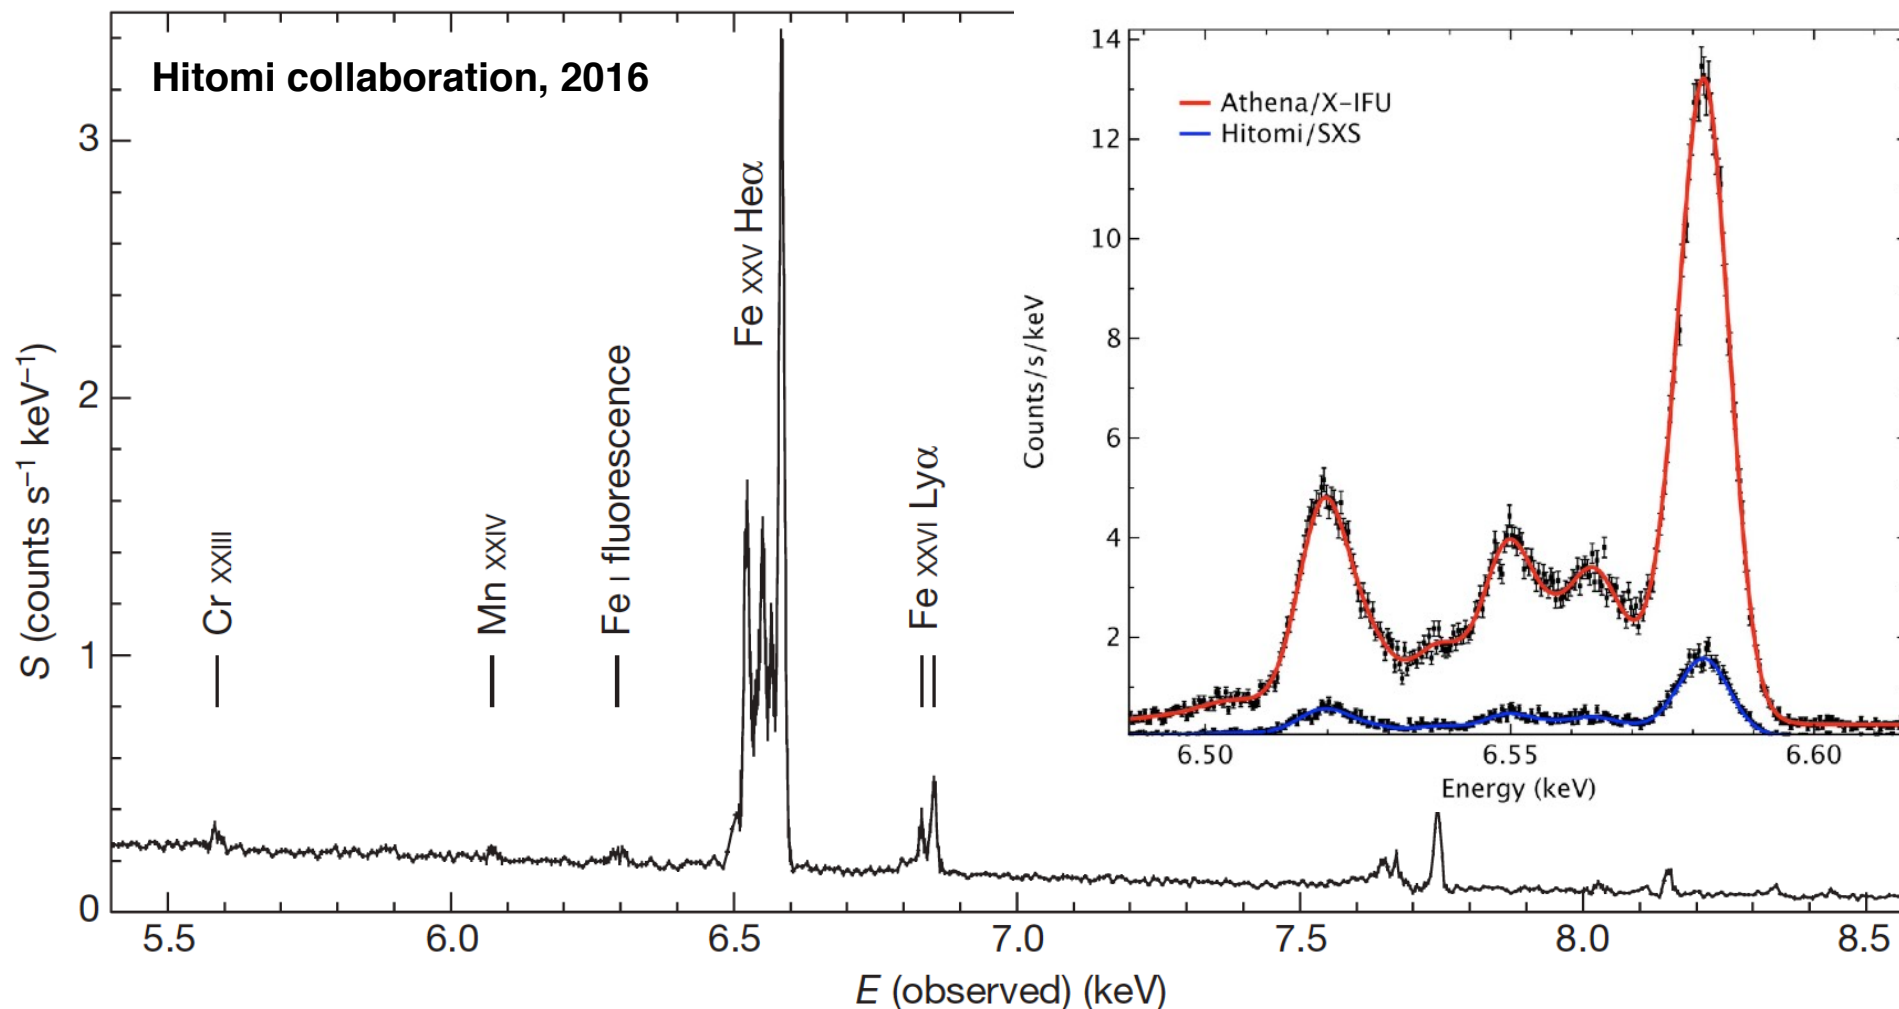 Hitomi collaboration, 2016
S (counts s⁻¹ keV⁻¹)
3
2
1
0
Cr XXIII
Mn XXIV
Fe I fluorescence
Fe XXV Heα
Fe XXVI Lyα
5.5 6.0 6.5 7.0 7.5 8.0 8.5
E (observed) (keV)
Athena/X-IFU
Hitomi/SXS
Counts/s/keV
14
12
10
8
6
4
2
6.50 6.55 6.60
Energy (keV)